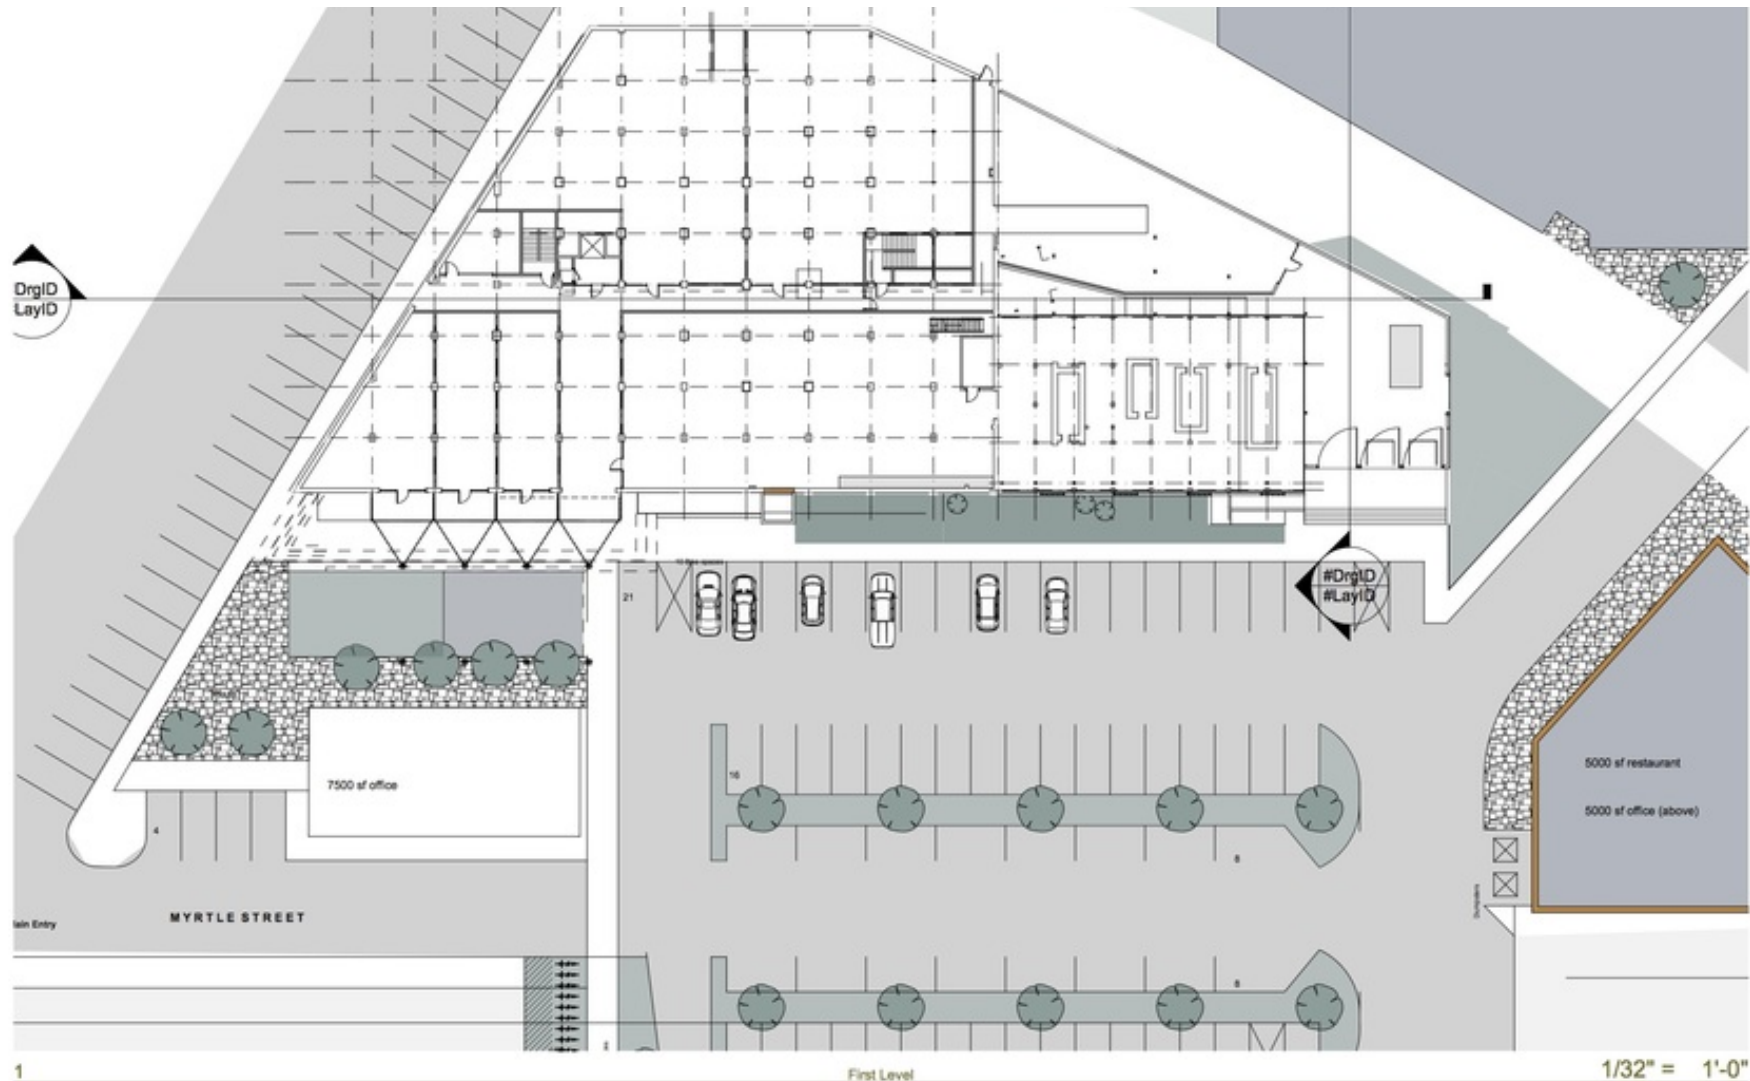 DrgID
LayID
#DrgID
#LayID
21
16
7500 sf office
5000 sf restaurant
5000 sf office (above)
4
8
Dumpsters
MYRTLE STREET
ain Entry
8
1
First Level
1/32" = 1'-0"